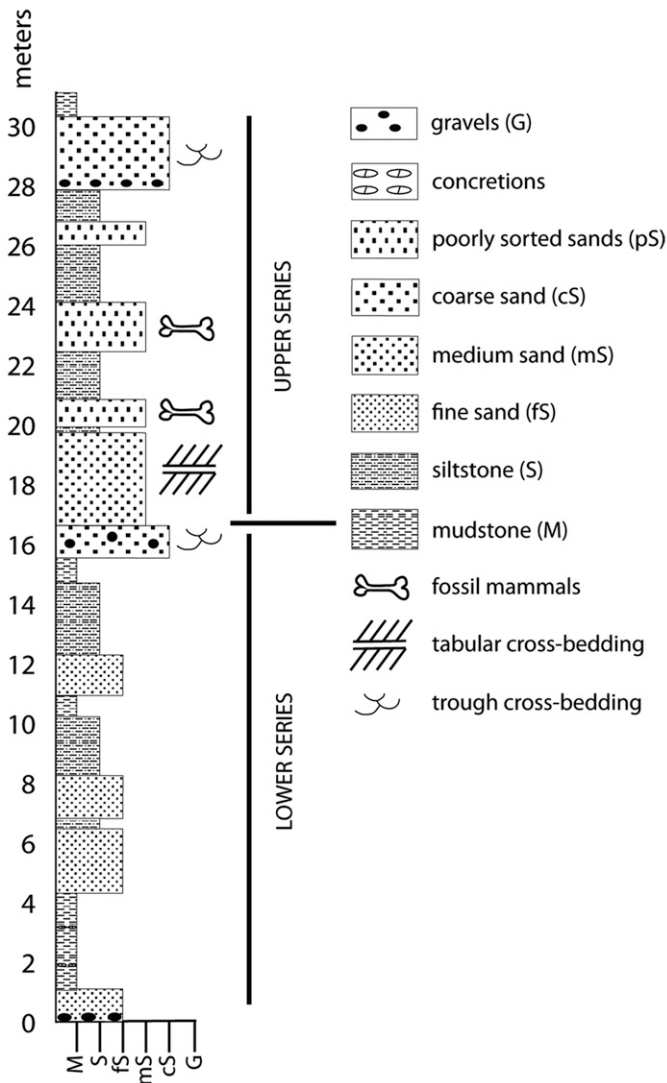 meters
30
28
26
24
22
20
18
16
14
12
10
8
6
4
2
0
M
S
fS
mS
cS
G
UPPER SERIES
LOWER SERIES
gravels (G)
concretions
poorly sorted sands (pS)
coarse sand (cS)
medium sand (mS)
fine sand (fS)
siltstone (S)
mudstone (M)
fossil mammals
tabular cross-bedding
trough cross-bedding